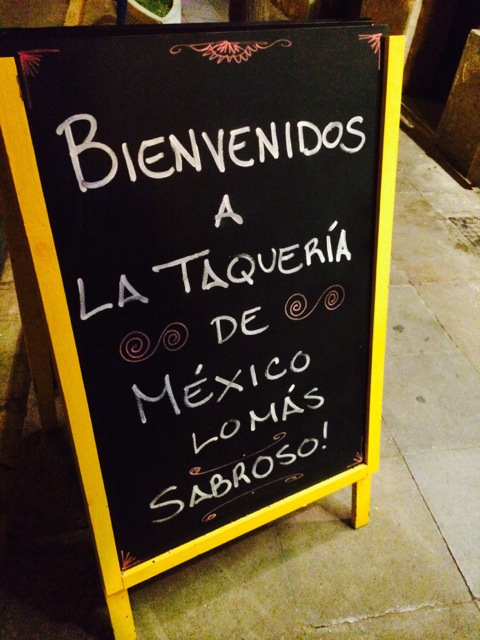 BIENVENIDOS
A
LA TAQUERÍA
DE
MÉXICO
LO MÁS
SABROSO!